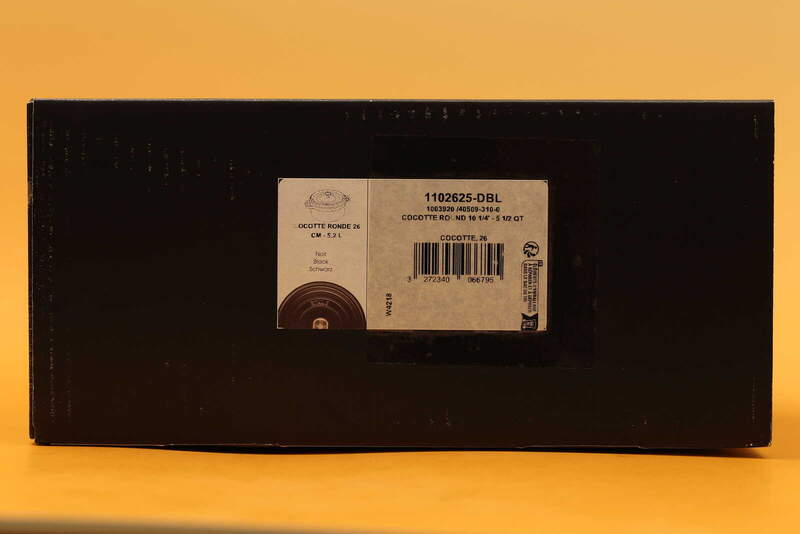 COCOTTE RONDE 26
CM - 5,2 L
Noir
Black
Schwarz
1102625-DBL
1003920 /40509-310-0
COCOTTE ROUND 10 1/4" - 5 1/2 QT
COCOTTE, 26
3 272340 066795
W4218